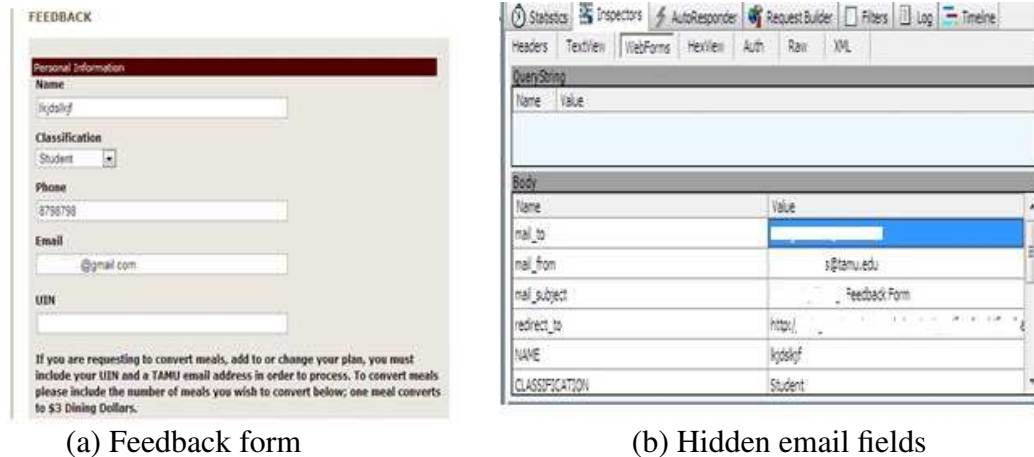 FEEDBACK
Personal Information
Name
lkjdslkjf
Classification
Student
Phone
8798798
Email
@gmail.com
UIN
If you are requesting to convert meals, add to or change your plan, you must
include your UIN and a TAMU email address in order to process. To convert meals
please include the number of meals you wish to convert below; one meal converts
to $3 Dining Dollars.
(a) Feedback form
Statistics Inspectors AutoResponder Request Builder Filters Log Timeline
Headers TextView WebForms HexView Auth Raw XML
QueryString
Name Value
Body
Name Value
mail_to
mail_from s@tamu.edu
mail_subject Feedback Form
redirect_to http:/
NAME lkjdslkjf
CLASSIFICATION Student
(b) Hidden email fields